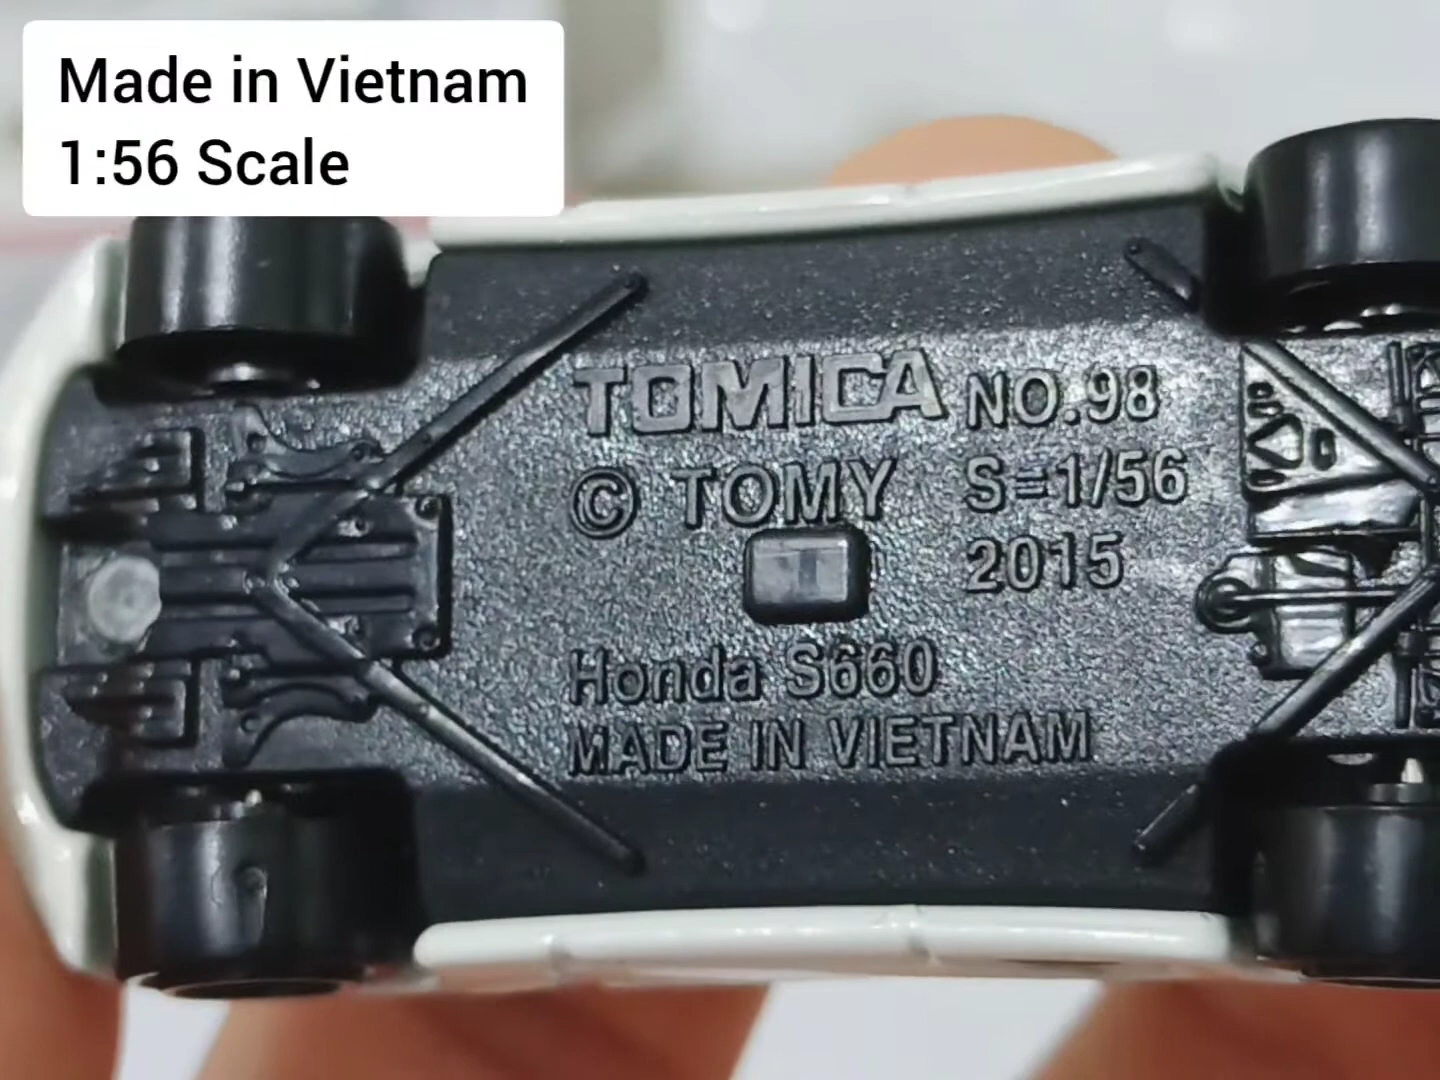 Made in Vietnam
1:56 Scale
TOMICA NO.98
© TOMY S=1/56
2015
Honda S660
MADE IN VIETNAM